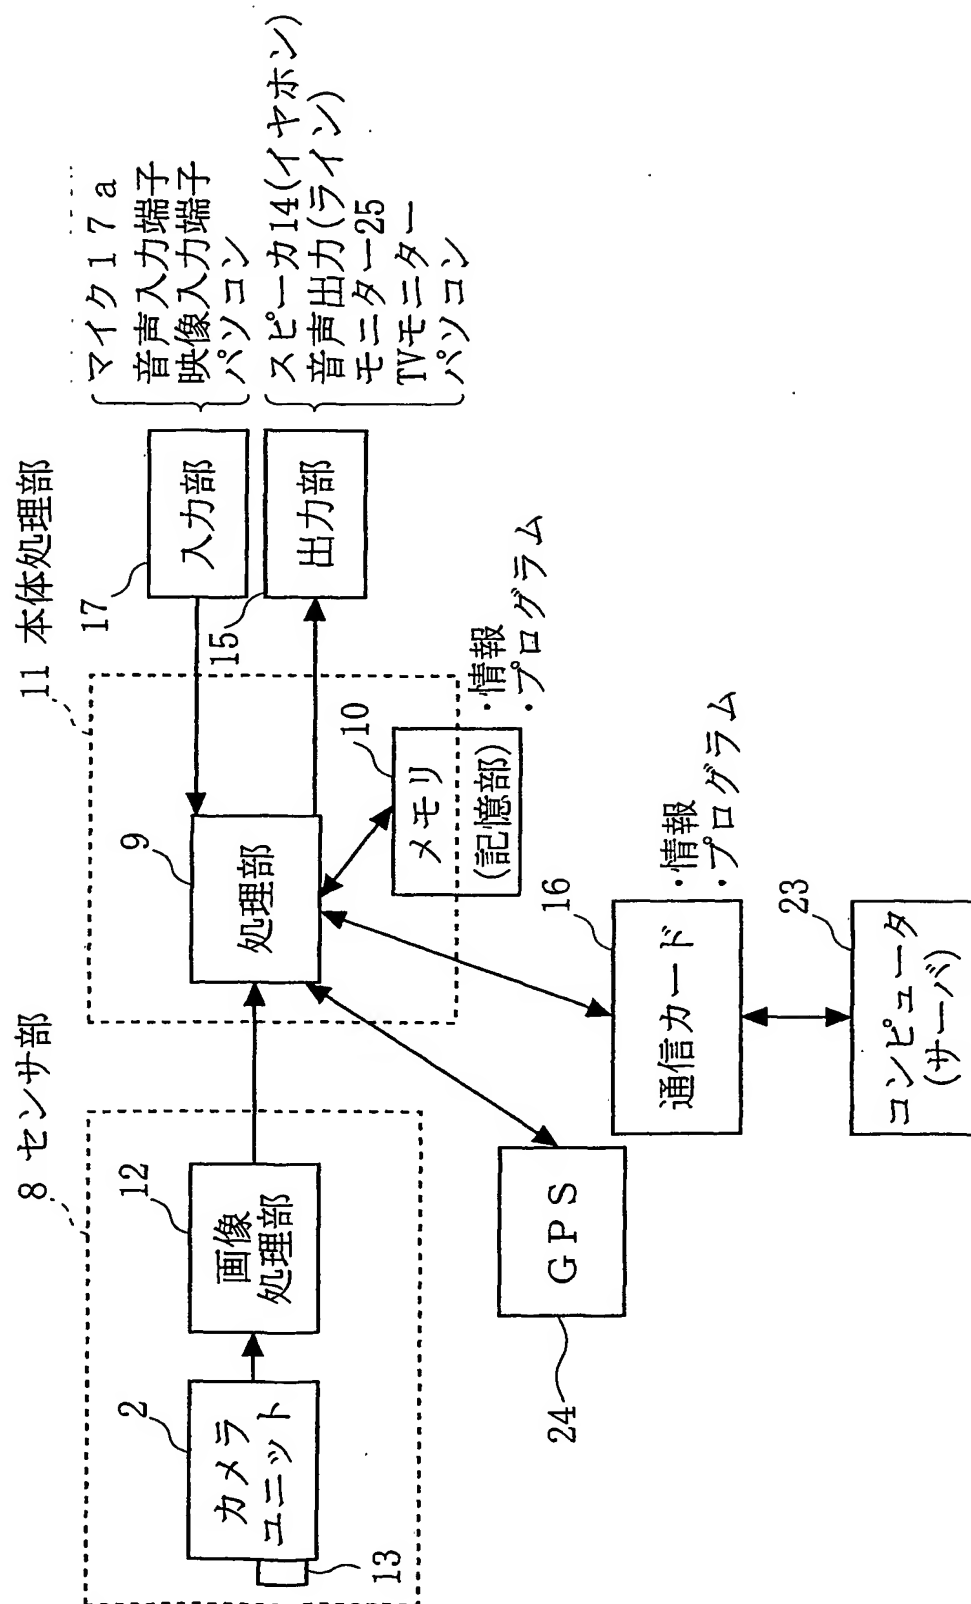 8 センサ部
11 本体処理部
2
カメラ
ユニット
13
12
画像
処理部
9
処理部
10
メモリ
(記憶部)
・情報
・プログラム
17
入力部
マイク17a
音声入力端子
映像入力端子
パソコン
15
出力部
スピーカ14(イヤホン)
音声出力(ライン)
モニター25
TVモニター
パソコン
24
GPS
16
通信カード
・情報
・プログラム
23
コンピュータ
(サーバ)